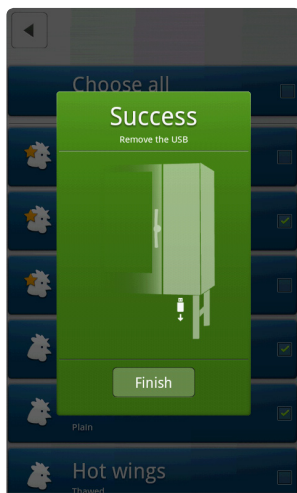 Choose all
Success
Remove the USB
Finish
Plain
Hot wings
Thawed